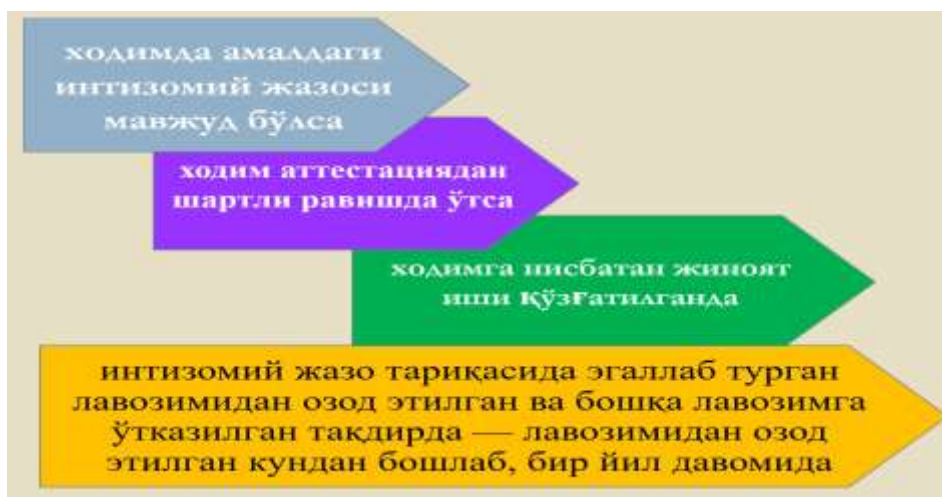 ходимда амалдаги
интизомий жазоси
мавжуд бўлса
ходим аттестациядан
шартли равишда ўтса
ходимга нисбатан жиноят
иши қўзғатилганда
интизомий жазо тариқасида эгаллаб турган
лавозимидан озод этилган ва бошқа лавозимга
ўтказилган тақдирда — лавозимидан озод
этилган кундан бошлаб, бир йил давомида